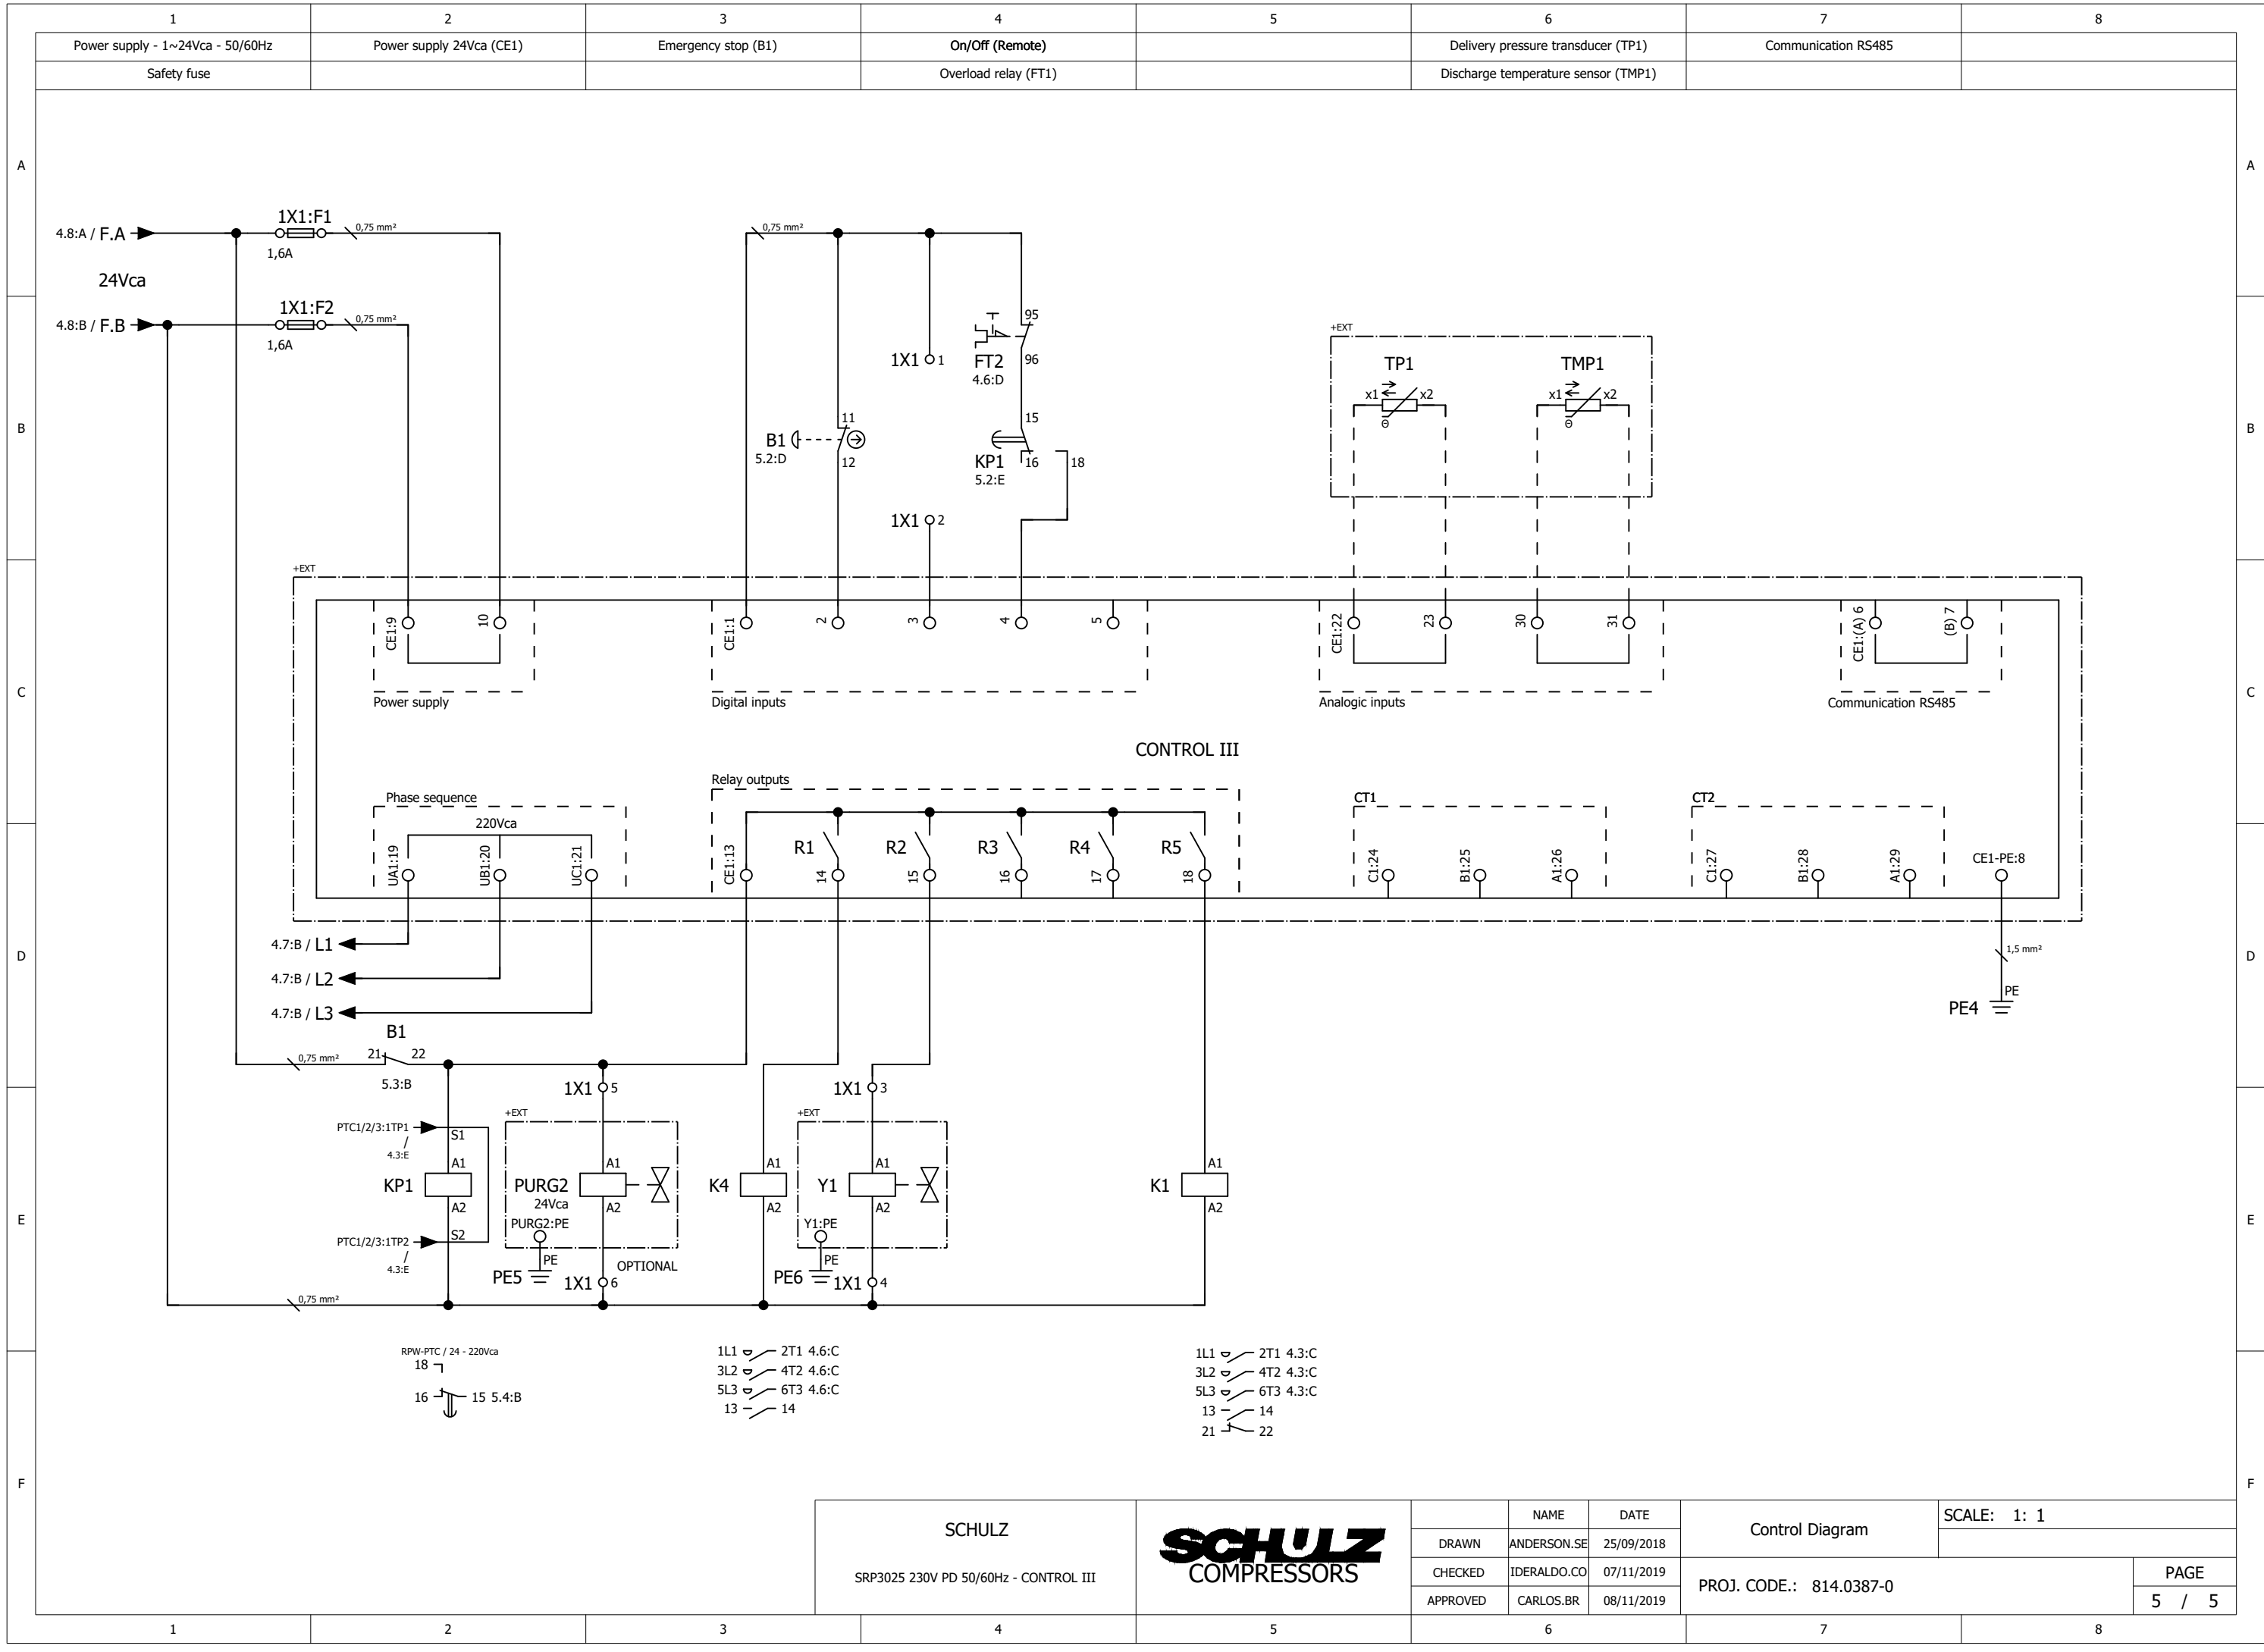 1 2 3 4 5 6 7 8
Power supply - 1~24Vca - 50/60Hz
Power supply 24Vca (CE1)
Emergency stop (B1)
On/Off (Remote)
Delivery pressure transducer (TP1)
Communication RS485
Safety fuse
Overload relay (FT1)
Discharge temperature sensor (TMP1)
A A
4.8:A / F.A
1X1:F1
0,75 mm²
1,6A
0,75 mm²
24Vca
4.8:B / F.B
1X1:F2
0,75 mm²
1,6A
95
1X1 1
FT2
96
4.6:D
+EXT
TP1
TMP1
x1 x2
x1 x2
Θ
Θ
B B
11
B1
5.2:D
12
15
KP1
16 18
5.2:E
1X1 2
+EXT
CE1:9
10
CE1:1
2
3
4
5
CE1:22
23
30
31
CE1:(A) 6
(B) 7
C C
Power supply
Digital inputs
Analogic inputs
Communication RS485
CONTROL III
Phase sequence
220Vca
UA1:19
UB1:20
UC1:21
Relay outputs
CE1:13
R1
R2
R3
R4
R5
14
15
16
17
18
CT1
C1:24
B1:25
A1:26
CT2
C1:27
B1:28
A1:29
CE1-PE:8
4.7:B / L1
4.7:B / L2
4.7:B / L3
1,5 mm²
PE
PE4
D D
B1
0,75 mm²
21 22
5.3:B
1X1 5
1X1 3
PTC1/2/3:1TP1
/
4.3:E
S1
A1
KP1
A2
PTC1/2/3:1TP2
/
4.3:E
S2
+EXT
A1
PURG2
24Vca
A2
PURG2:PE
PE
PE5
OPTIONAL
1X1 6
A1
K4
A2
+EXT
A1
Y1
A2
Y1:PE
PE
PE6
1X1 4
A1
K1
A2
E E
0,75 mm²
RPW-PTC / 24 - 220Vca
18
16 15 5.4:B
1L1 2T1 4.6:C
3L2 4T2 4.6:C
5L3 6T3 4.6:C
13 14
1L1 2T1 4.3:C
3L2 4T2 4.3:C
5L3 6T3 4.3:C
13 14
21 22
F F
SCHULZ
SRP3025 230V PD 50/60Hz - CONTROL III
SCHULZ
COMPRESSORS
NAME DATE
DRAWN ANDERSON.SE 25/09/2018
CHECKED IDERALDO.CO 07/11/2019
APPROVED CARLOS.BR 08/11/2019
Control Diagram
PROJ. CODE.: 814.0387-0
SCALE: 1: 1
PAGE
5 / 5
1 2 3 4 5 6 7 8